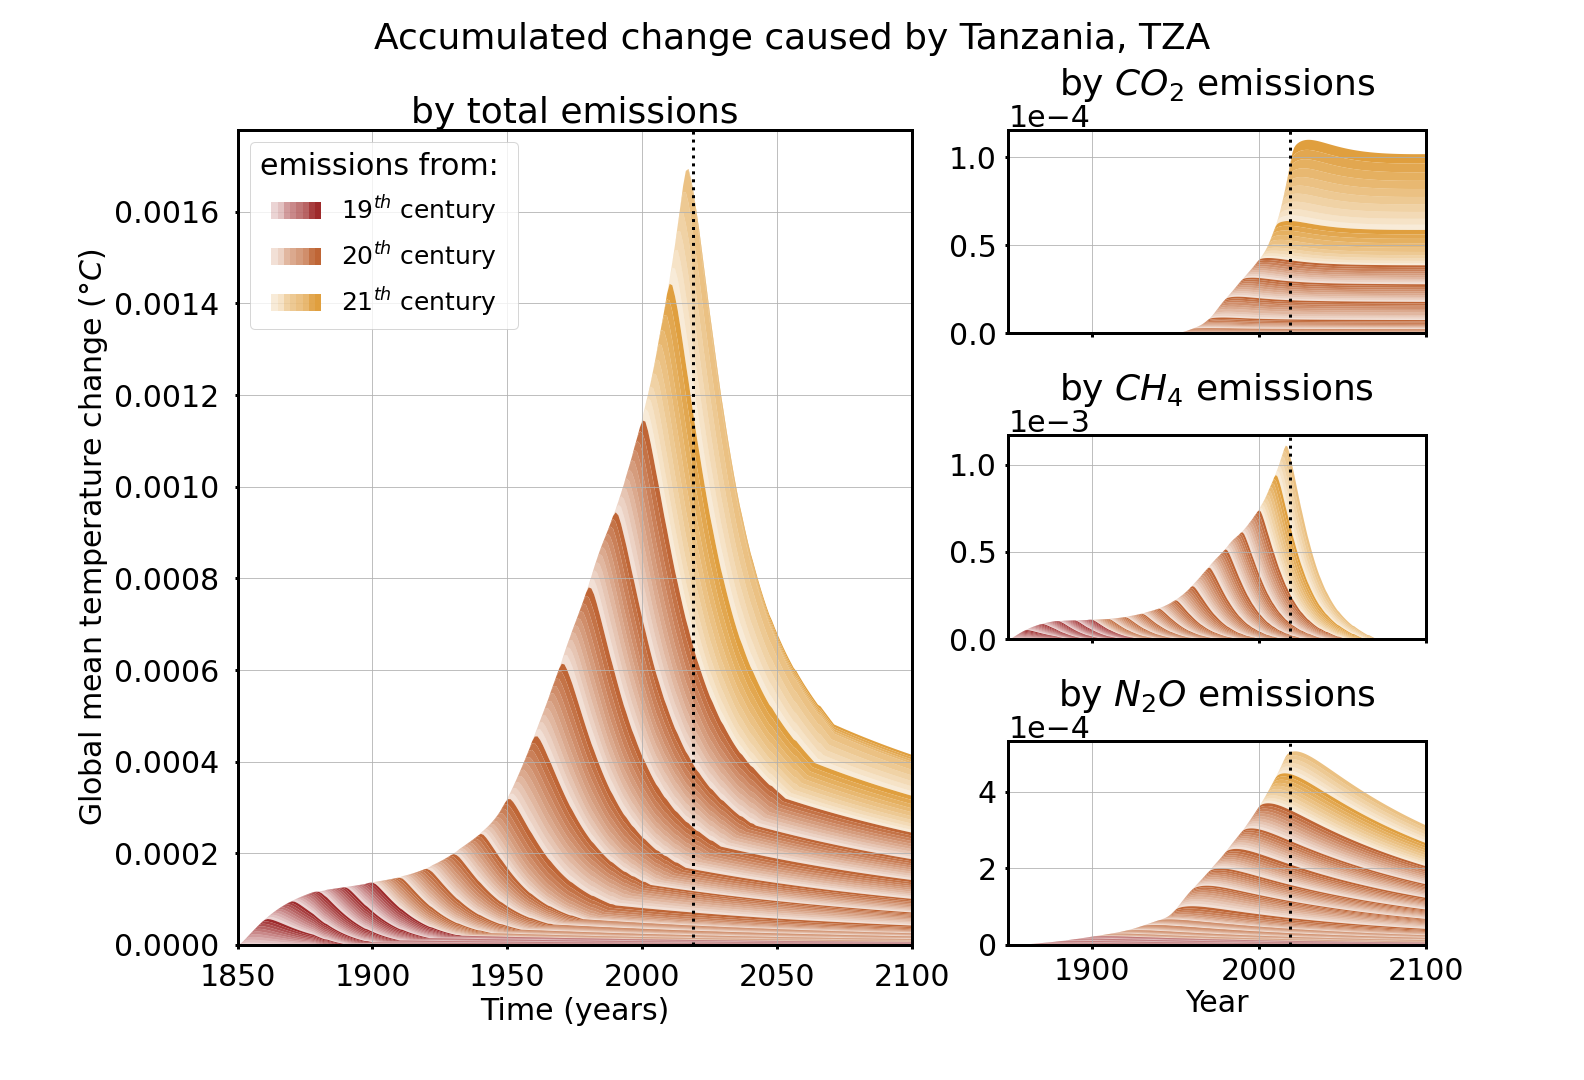 Accumulated change caused by Tanzania, TZA
by total emissions
Global mean temperature change (°C)
0.0016
0.0014
0.0012
0.0010
0.0008
0.0006
0.0004
0.0002
0.0000
emissions from:
19th century
20th century
21th century
1850 1900 1950 2000 2050 2100
Time (years)
by CO2 emissions
1e−4
1.0
0.5
0.0
by CH4 emissions
1e−3
1.0
0.5
0.0
by N2O emissions
1e−4
4
2
0
1900 2000 2100
Year